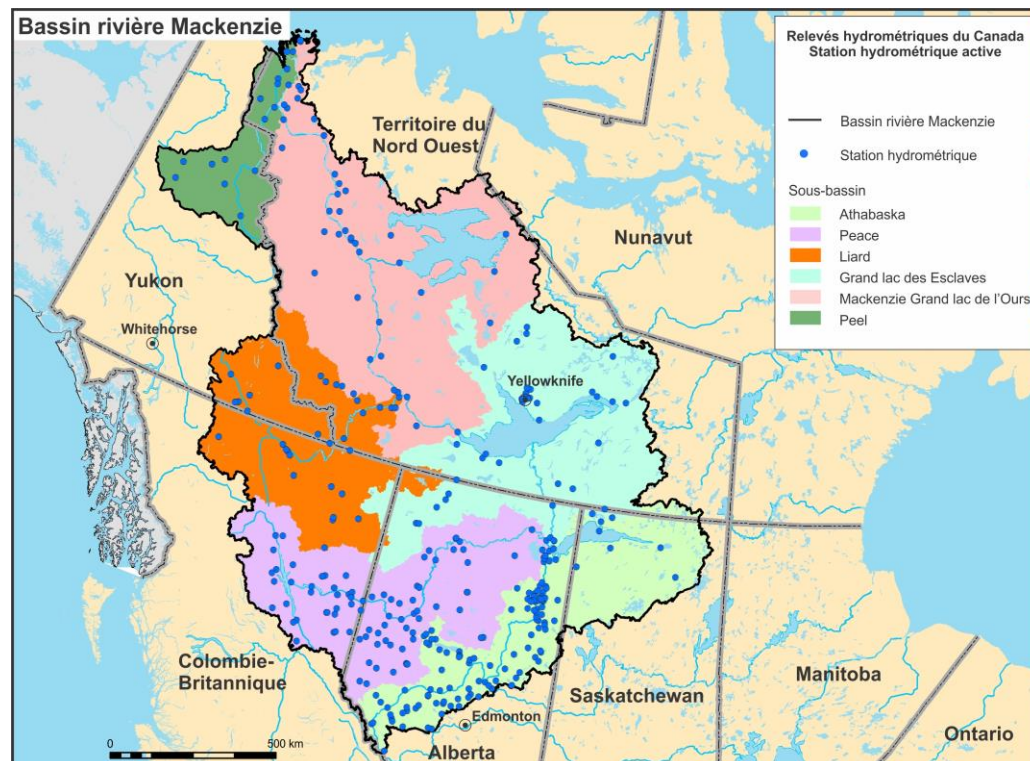 Bassin rivière Mackenzie
Relevés hydrométriques du Canada
Station hydrométrique active
Bassin rivière Mackenzie
Station hydrométrique
Sous-bassin
Athabaska
Peace
Liard
Grand lac des Esclaves
Mackenzie Grand lac de l'Ours
Peel
Territoire du
Nord Ouest
Nunavut
Yukon
Whitehorse
Yellowknife
Colombie-
Britannique
Edmonton
Alberta
Saskatchewan
Manitoba
Ontario
0
500 km